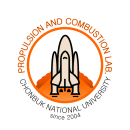 PROPULSION AND COMBUSTION LAB.
CHONBUK NATIONAL UNIVERSITY
since 2004